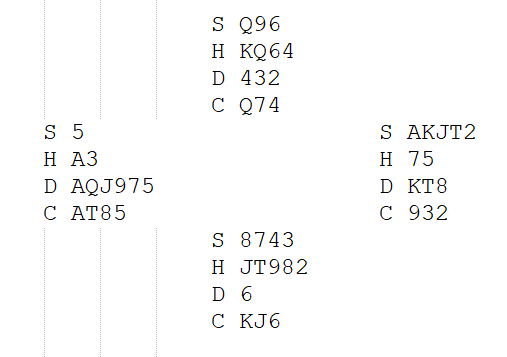 S Q96
H KQ64
D 432
C Q74
S 5 S AKJT2
H A3 H 75
D AQJ975 D KT8
C AT85 C 932
S 8743
H JT982
D 6
C KJ6